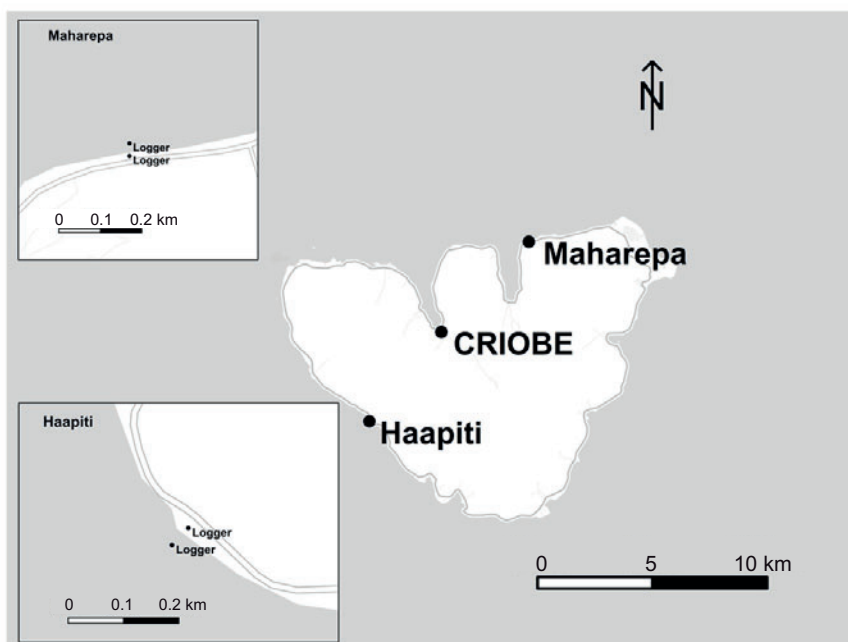 Maharepa
Logger
Logger
0 0.1 0.2 km
N
Maharepa
CRIOBE
Haapiti
Haapiti
Logger
Logger
0 0.1 0.2 km
0 5 10 km